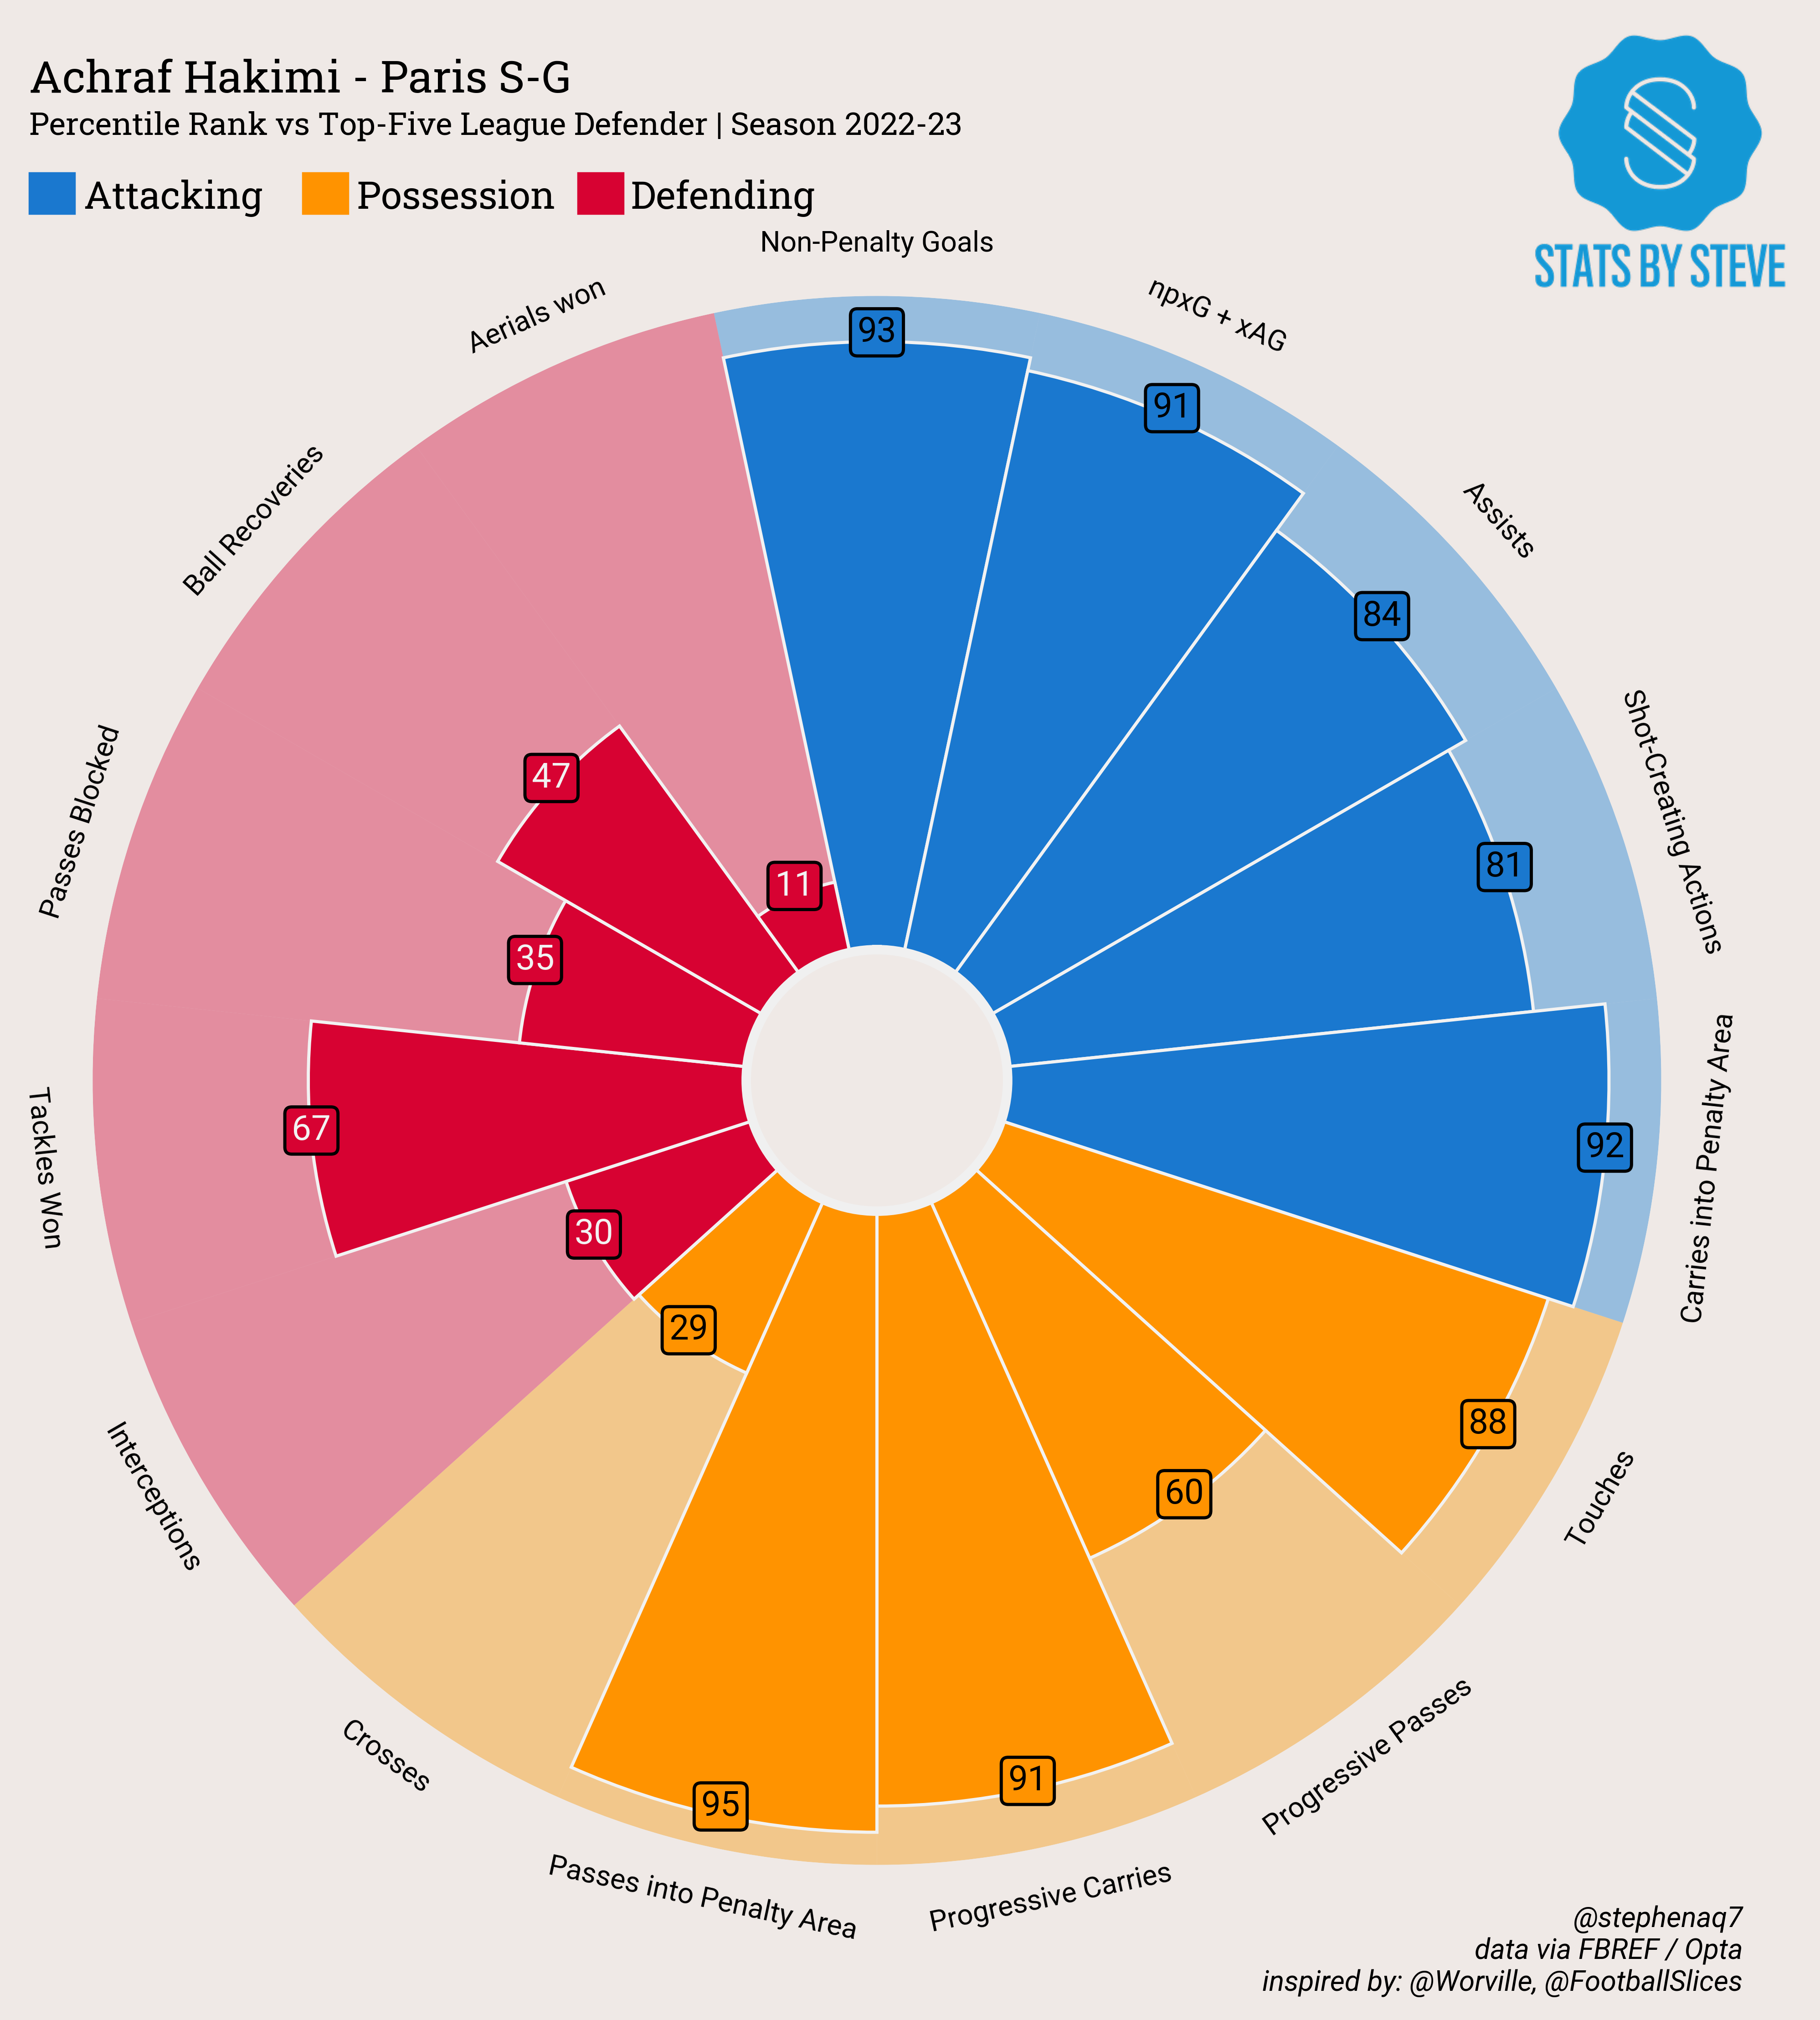 Achraf Hakimi - Paris S-G
Percentile Rank vs Top-Five League Defender | Season 2022-23
Attacking Possession Defending
STATS BY STEVE
Non-Penalty Goals
93
npxG + xAG
91
Assists
84
Shot-Creating Actions
81
Carries into Penalty Area
92
Touches
88
Progressive Passes
60
Progressive Carries
91
Passes into Penalty Area
95
Crosses
29
Interceptions
30
Tackles Won
67
Passes Blocked
35
Ball Recoveries
47
Aerials won
11
@stephenaq7
data via FBREF / Opta
inspired by: @Worville, @FootballSlices